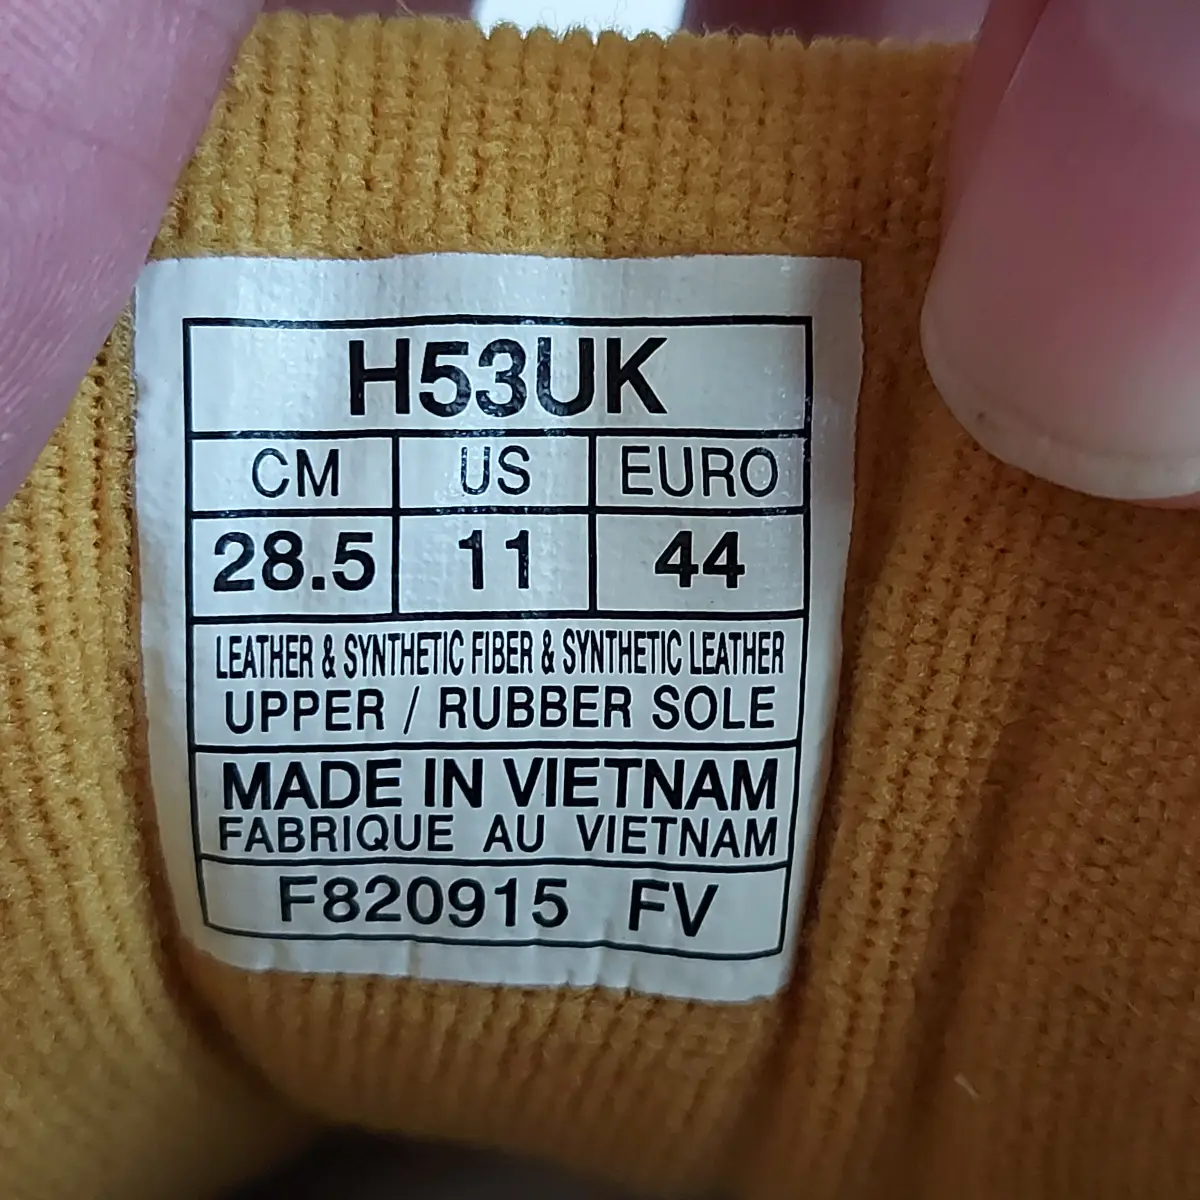 H53UK
CM US EURO
28.5 11 44
LEATHER & SYNTHETIC FIBER & SYNTHETIC LEATHER
UPPER / RUBBER SOLE
MADE IN VIETNAM
FABRIQUE AU VIETNAM
F820915 FV